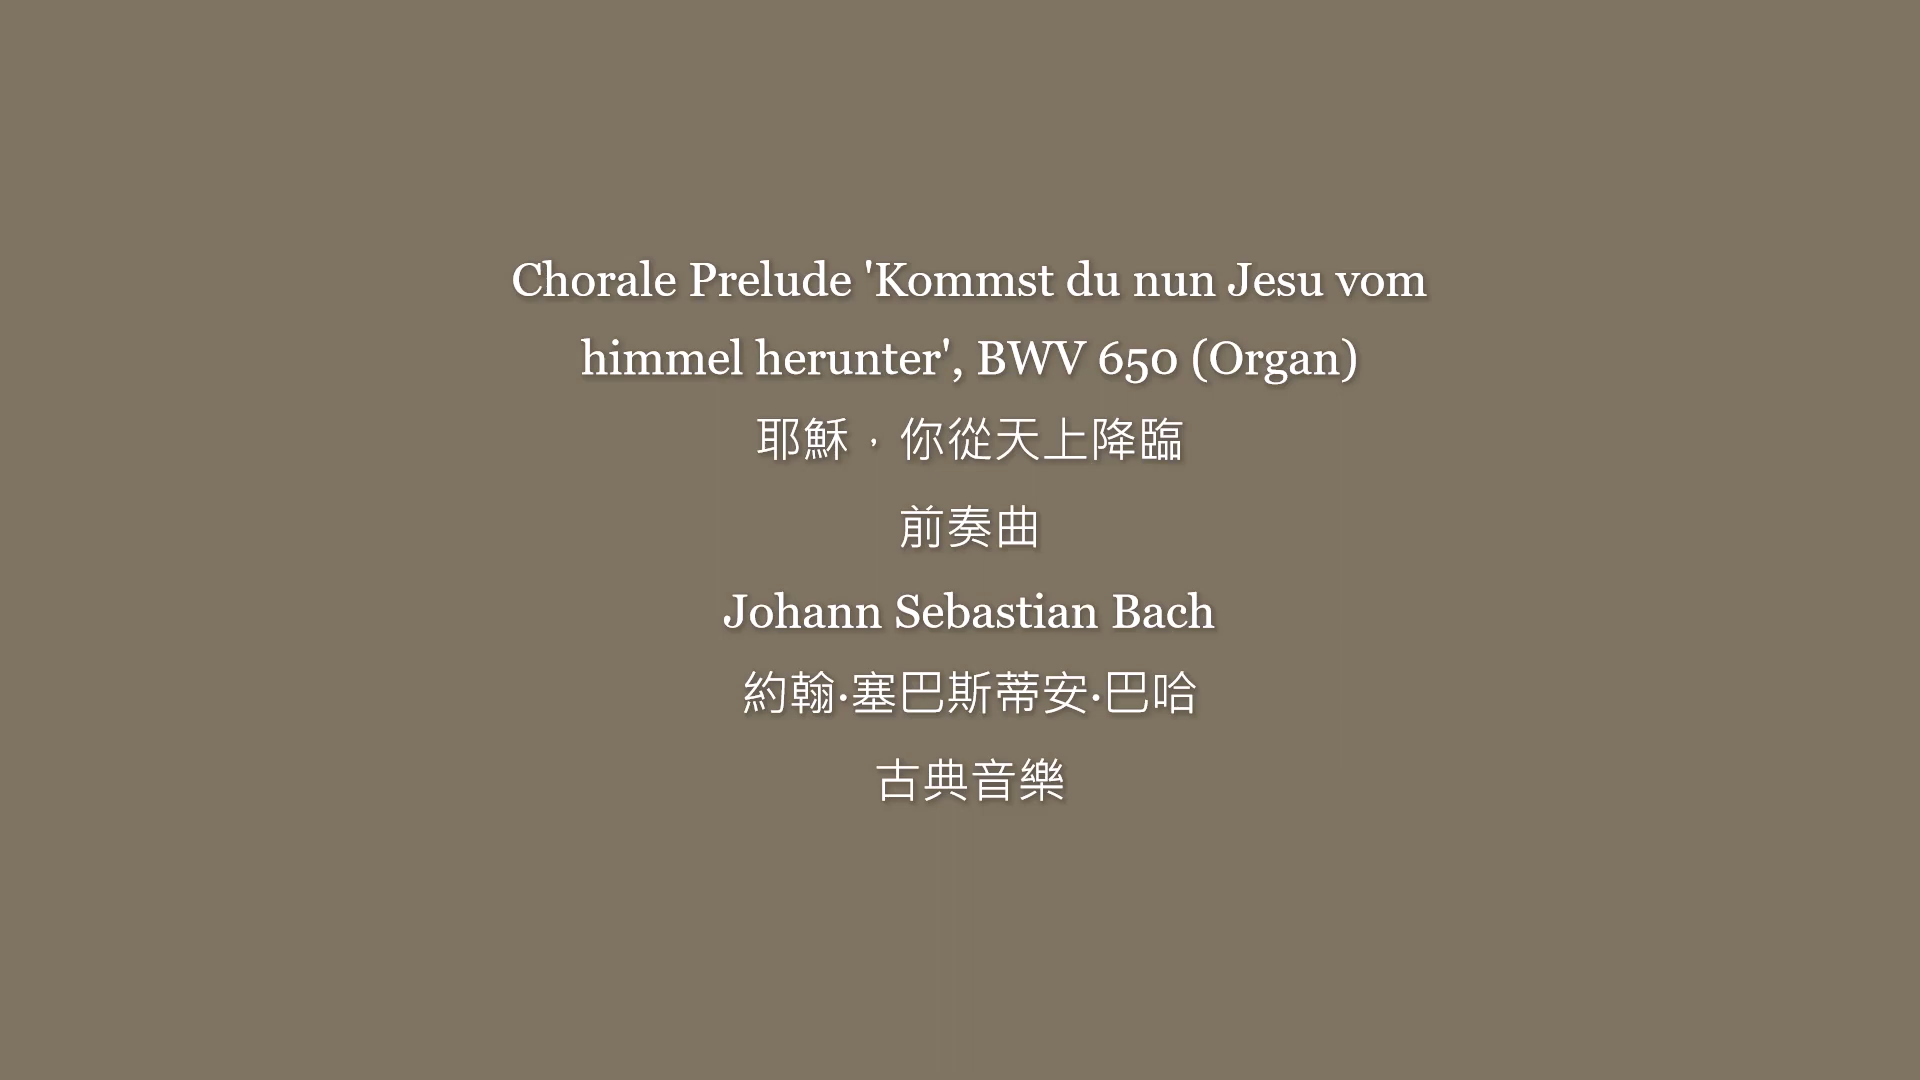 Chorale Prelude 'Kommst du nun Jesu vom
himmel herunter', BWV 650 (Organ)
耶穌，你從天上降臨
前奏曲
Johann Sebastian Bach
約翰·塞巴斯蒂安·巴哈
古典音樂